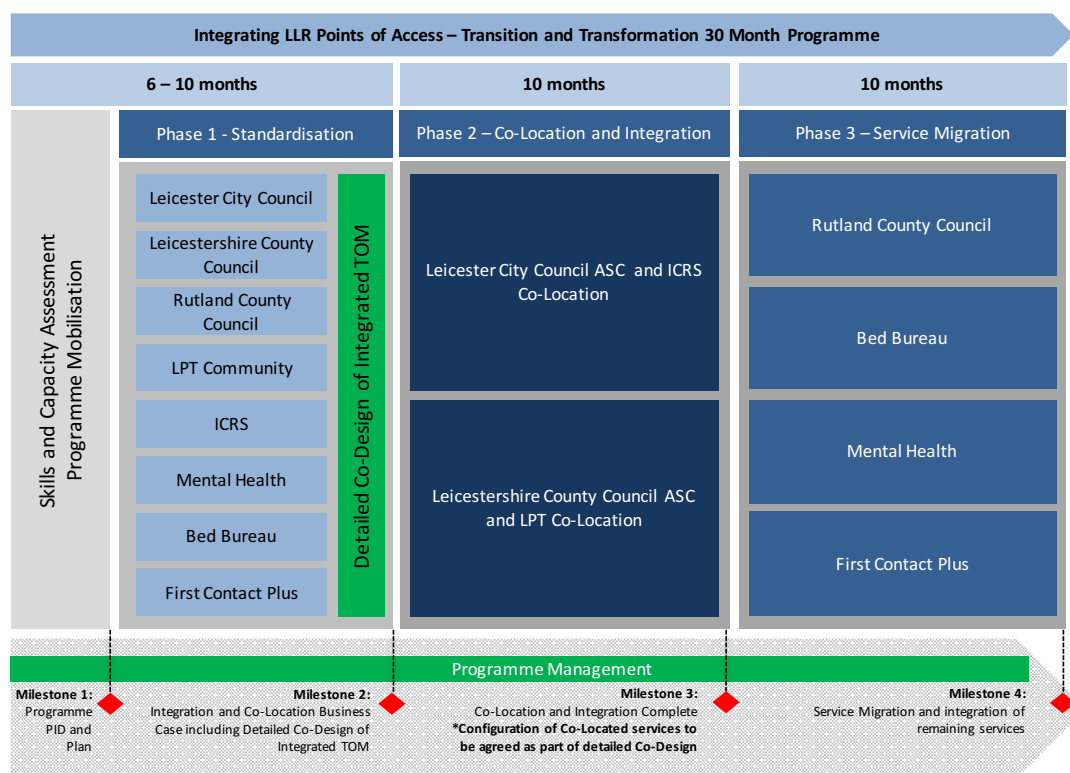 Integrating LLR Points of Access – Transition and Transformation 30 Month Programme
6 – 10 months
10 months
10 months
Skills and Capacity Assessment
Programme Mobilisation
Phase 1 - Standardisation
Leicester City Council
Leicestershire County
Council
Rutland County
Council
LPT Community
ICRS
Mental Health
Bed Bureau
First Contact Plus
Detailed Co-Design of Integrated TOM
Phase 2 – Co-Location and Integration
Leicester City Council ASC and ICRS
Co-Location
Leicestershire County Council ASC
and LPT Co-Location
Phase 3 – Service Migration
Rutland County Council
Bed Bureau
Mental Health
First Contact Plus
Programme Management
Milestone 1:
Programme
PID and
Plan
Milestone 2:
Integration and Co-Location Business
Case including Detailed Co-Design of
Integrated TOM
Milestone 3:
Co-Location and Integration Complete
*Configuration of Co-Located services to
be agreed as part of detailed Co-Design
Milestone 4:
Service Migration and integration of
remaining services